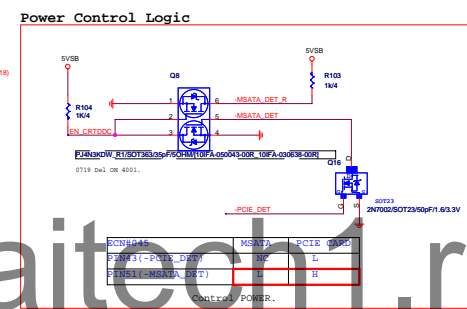 Power Control Logic
18)
5VSB
5VSB
Q8
R103
1k/4
R104
1K/4
1
6
-MSATA_DET_R
2
5
-MSATA_DET
EN_CRTDDC
3
4
PJ4N3KDW_R1/SOT363/35pF/5OHM/[10IFA-050043-00R_10IFA-030638-00R]
0719 Del ON 4001.
Q16
D
G
S
SOT23
2N7002/SOT23/50pF/1.6/3.3V
-PCIE_DET
ECN#045 MSATA PCIE CARD
PIN43(-PCIE_DET) NC L
PIN51(-MSATA_DET) L H
Control POWER.
aitech1.r